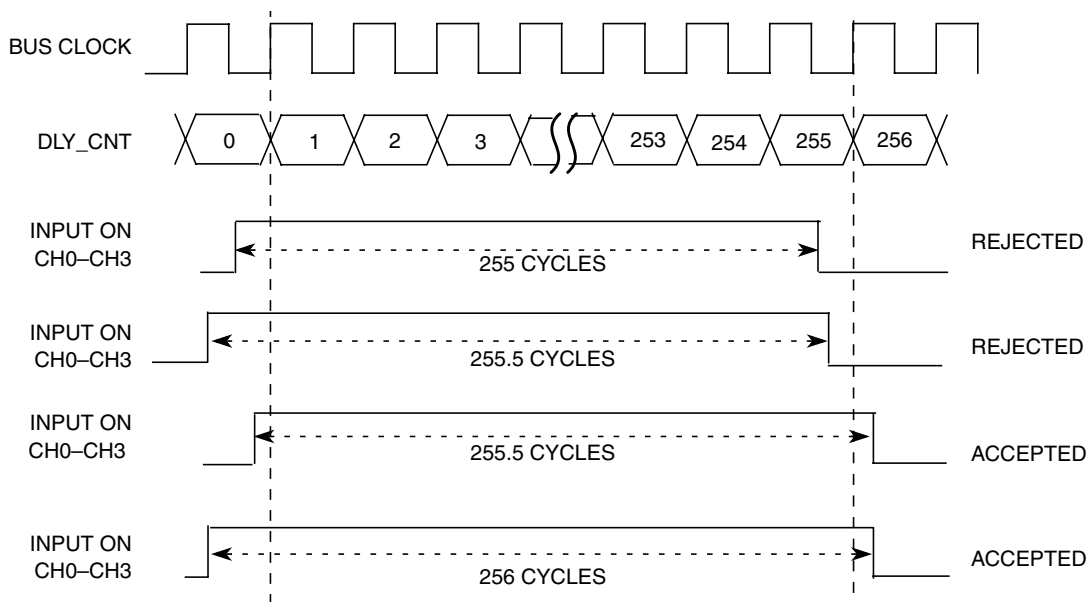 BUS CLOCK
DLY_CNT
0
1
2
3
253
254
255
256
INPUT ON
CH0–CH3
255 CYCLES
REJECTED
INPUT ON
CH0–CH3
255.5 CYCLES
REJECTED
INPUT ON
CH0–CH3
255.5 CYCLES
ACCEPTED
INPUT ON
CH0–CH3
256 CYCLES
ACCEPTED